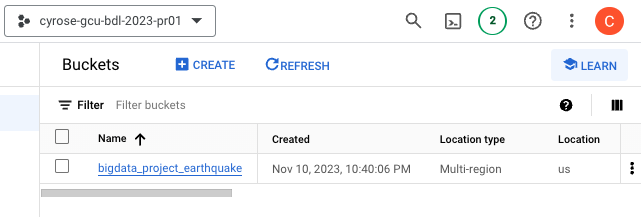 cyrose-gcu-bdl-2023-pr01 2 C
Buckets CREATE REFRESH LEARN
Filter Filter buckets
Name Created Location type Location
bigdata_project_earthquake Nov 10, 2023, 10:40:06 PM Multi-region us